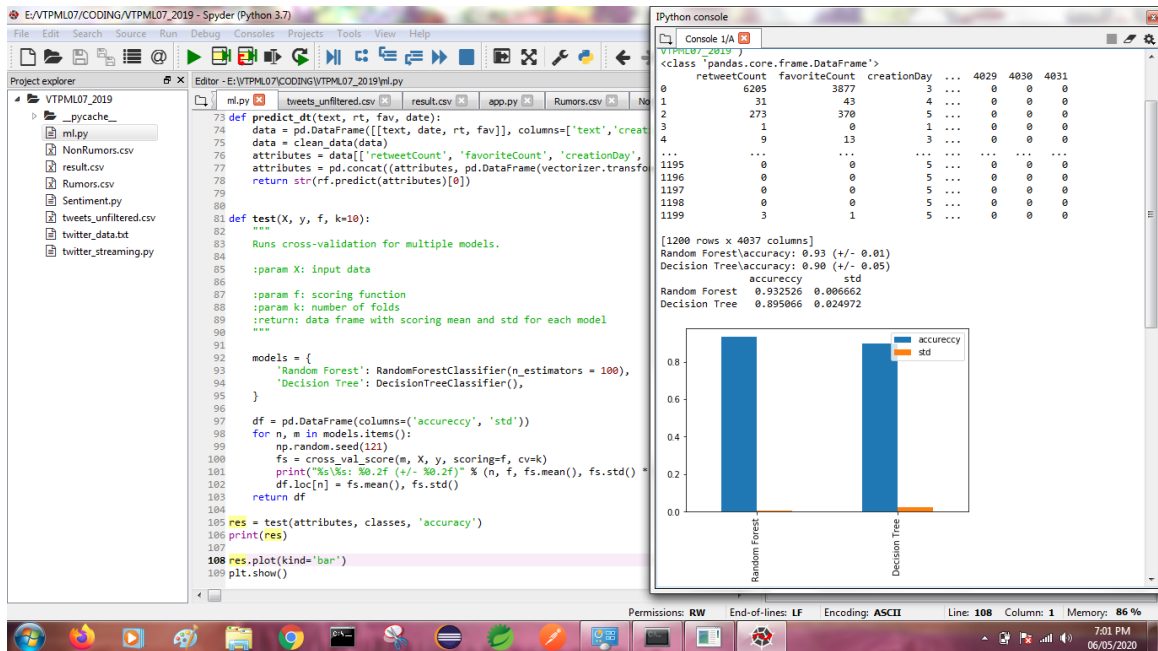 E:/VTPML07/CODING/VTPML07_2019 - Spyder (Python 3.7)
File Edit Search Source Run Debug Consoles Projects Tools View Help
Project explorer
VTPML07_2019
__pycache__
ml.py
NonRumors.csv
result.csv
Rumors.csv
Sentiment.py
tweets_unfiltered.csv
twitter_data.txt
twitter_streaming.py
Editor - E:\VTPML07\CODING\VTPML07_2019\ml.py
ml.py tweets_unfiltered.csv result.csv app.py Rumors.csv
73 def predict_dt(text, rt, fav, date):
74 data = pd.DataFrame([[text, date, rt, fav]], columns=['text','creat
75 data = clean_data(data)
76 attributes = data[['retweetCount', 'favoriteCount', 'creationDay',
77 attributes = pd.concat((attributes, pd.DataFrame(vectorizer.transfo
78 return str(rf.predict(attributes)[0])
79
80
81 def test(X, y, f, k=10):
82 """
83 Runs cross-validation for multiple models.
84
85 :param X: input data
86
87 :param f: scoring function
88 :param k: number of folds
89 :return: data frame with scoring mean and std for each model
90 """
91
92 models = {
93 'Random Forest': RandomForestClassifier(n_estimators = 100),
94 'Decision Tree': DecisionTreeClassifier(),
95 }
96
97 df = pd.DataFrame(columns=('accureccy', 'std'))
98 for n, m in models.items():
99 np.random.seed(121)
100 fs = cross_val_score(m, X, y, scoring=f, cv=k)
101 print("%s\%s: %0.2f (+/- %0.2f)" % (n, f, fs.mean(), fs.std() *
102 df.loc[n] = fs.mean(), fs.std()
103 return df
104
105 res = test(attributes, classes, 'accuracy')
106 print(res)
107
108 res.plot(kind='bar')
109 plt.show()
IPython console
Console 1/A
VTPML07_2019')
<class 'pandas.core.frame.DataFrame'>
retweetCount favoriteCount creationDay ... 4029 4030 4031
0 6205 3877 3 ... 0 0 0
1 31 43 4 ... 0 0 0
2 273 370 5 ... 0 0 0
3 1 0 1 ... 0 0 0
4 9 13 3 ... 0 0 0
... ... ... ... ... ... ... ...
1195 0 0 5 ... 0 0 0
1196 0 0 5 ... 0 0 0
1197 0 0 5 ... 0 0 0
1198 0 0 5 ... 0 0 0
1199 3 1 5 ... 0 0 0
[1200 rows x 4037 columns]
Random Forest\accuracy: 0.93 (+/- 0.01)
Decision Tree\accuracy: 0.90 (+/- 0.05)
accureccy std
Random Forest 0.932526 0.006662
Decision Tree 0.895066 0.024972
accureccy
std
0.8
0.6
0.4
0.2
0.0
Random Forest
Decision Tree
Permissions: RW End-of-lines: LF Encoding: ASCII Line: 108 Column: 1 Memory: 86 %
7:01 PM
06/05/2020